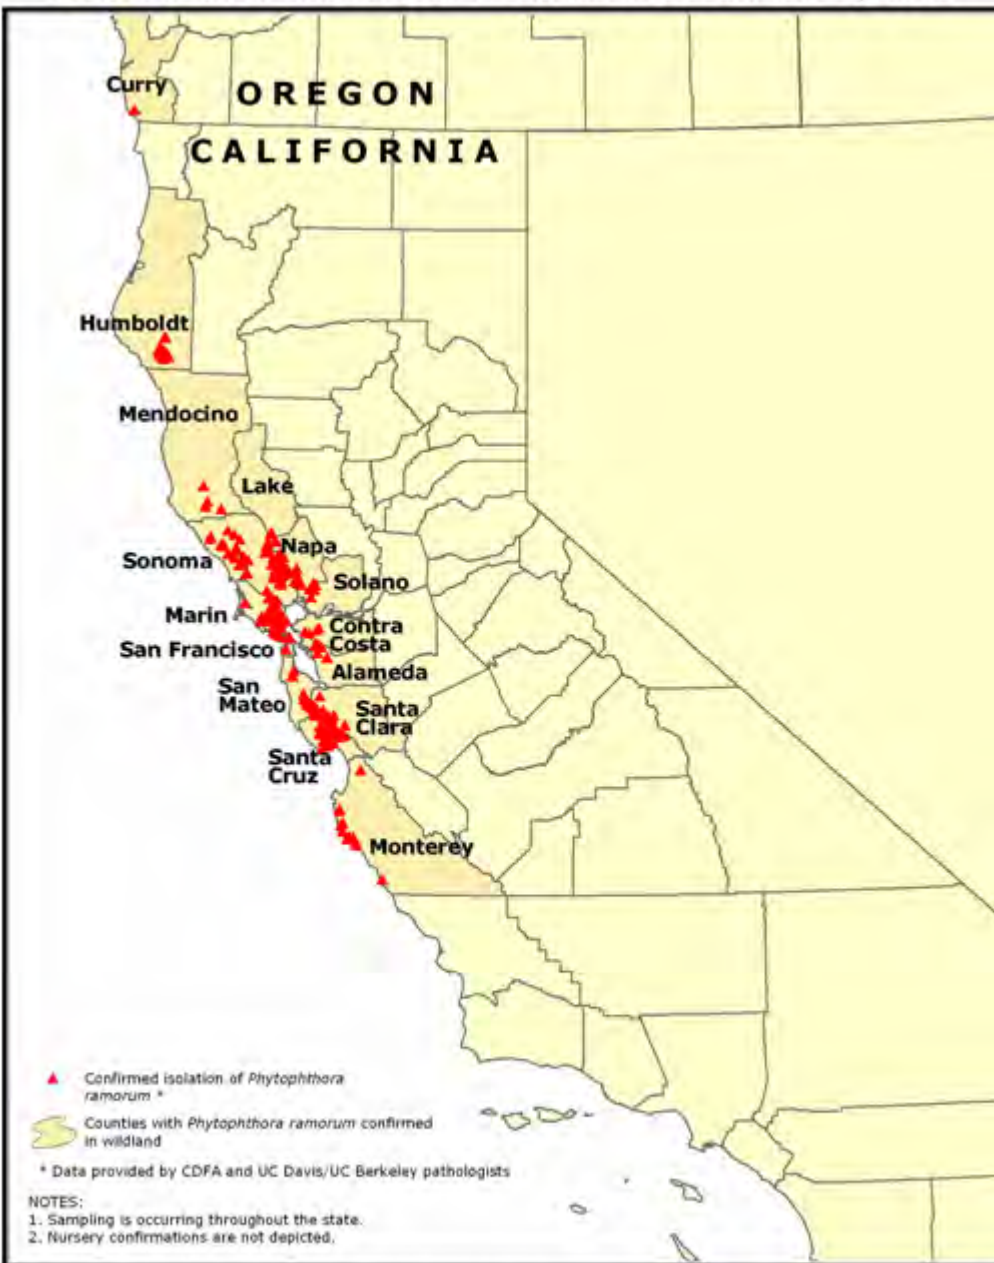 Curry
OREGON
CALIFORNIA
Humboldt
Mendocino
Lake
Napa
Sonoma
Solano
Marin
Contra
Costa
San Francisco
Alameda
San
Mateo
Santa
Clara
Santa
Cruz
Monterey
Confirmed isolation of Phytophthora
ramorum *
Counties with Phytophthora ramorum confirmed
in wildland
* Data provided by CDFA and UC Davis/UC Berkeley pathologists
NOTES:
1. Sampling is occurring throughout the state.
2. Nursery confirmations are not depicted.